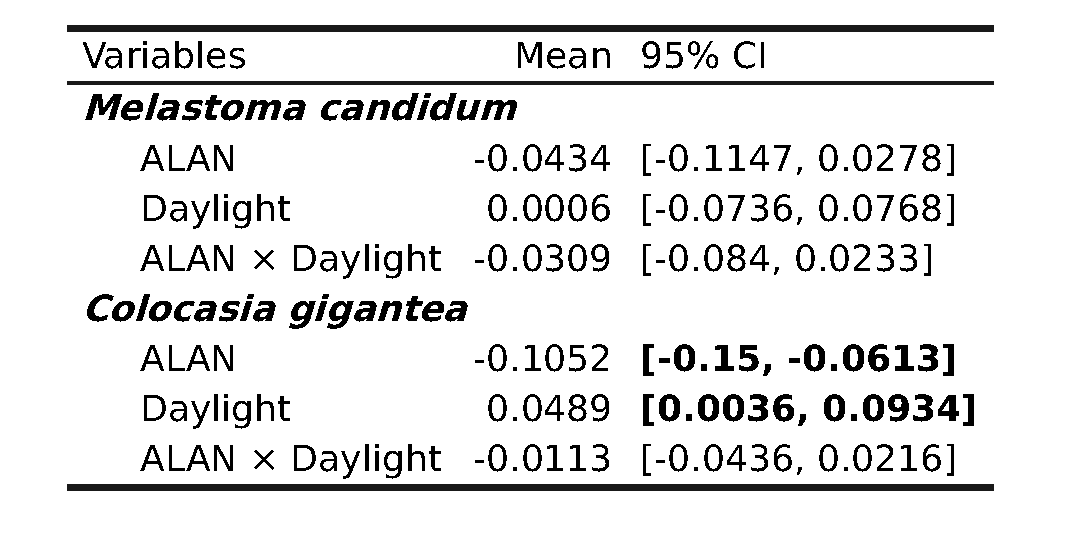 Variables Mean 95% CI
Melastoma candidum
ALAN -0.0434 [-0.1147, 0.0278]
Daylight 0.0006 [-0.0736, 0.0768]
ALAN × Daylight -0.0309 [-0.084, 0.0233]
Colocasia gigantea
ALAN -0.1052 [-0.15, -0.0613]
Daylight 0.0489 [0.0036, 0.0934]
ALAN × Daylight -0.0113 [-0.0436, 0.0216]